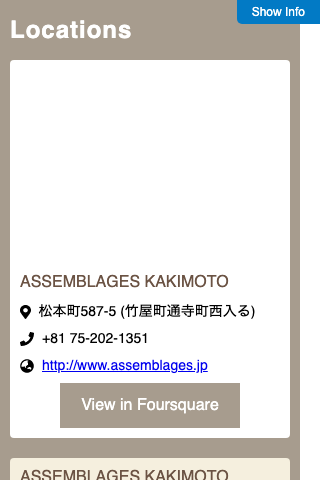 Show Info
Locations
ASSEMBLAGES KAKIMOTO
松本町587-5 (竹屋町通寺町西入る)
+81 75-202-1351
http://www.assemblages.jp
View in Foursquare
ASSEMBLAGES KAKIMOTO